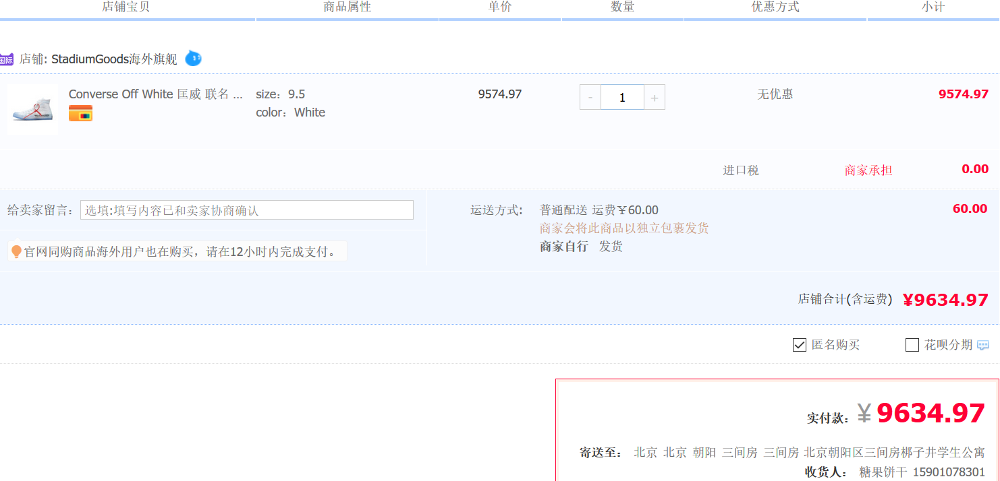 店铺宝贝 商品属性 单价 数量 优惠方式 小计
国际 店铺: StadiumGoods海外旗舰
Converse Off White 匡威 联名 ... size：9.5 9574.97 - 1 + 无优惠 9574.97
color：White
进口税 商家承担 0.00
给卖家留言： 选填:填写内容已和卖家协商确认 运送方式: 普通配送 运费￥60.00 60.00
商家会将此商品以独立包裹发货
商家自行 发货
官网同购商品海外用户也在购买，请在12小时内完成支付。
店铺合计(含运费) ¥9634.97
匿名购买 花呗分期
实付款： ¥ 9634.97
寄送至： 北京 北京 朝阳 三间房 三间房 北京朝阳区三间房梆子井学生公寓
收货人： 糖果饼干 15901078301